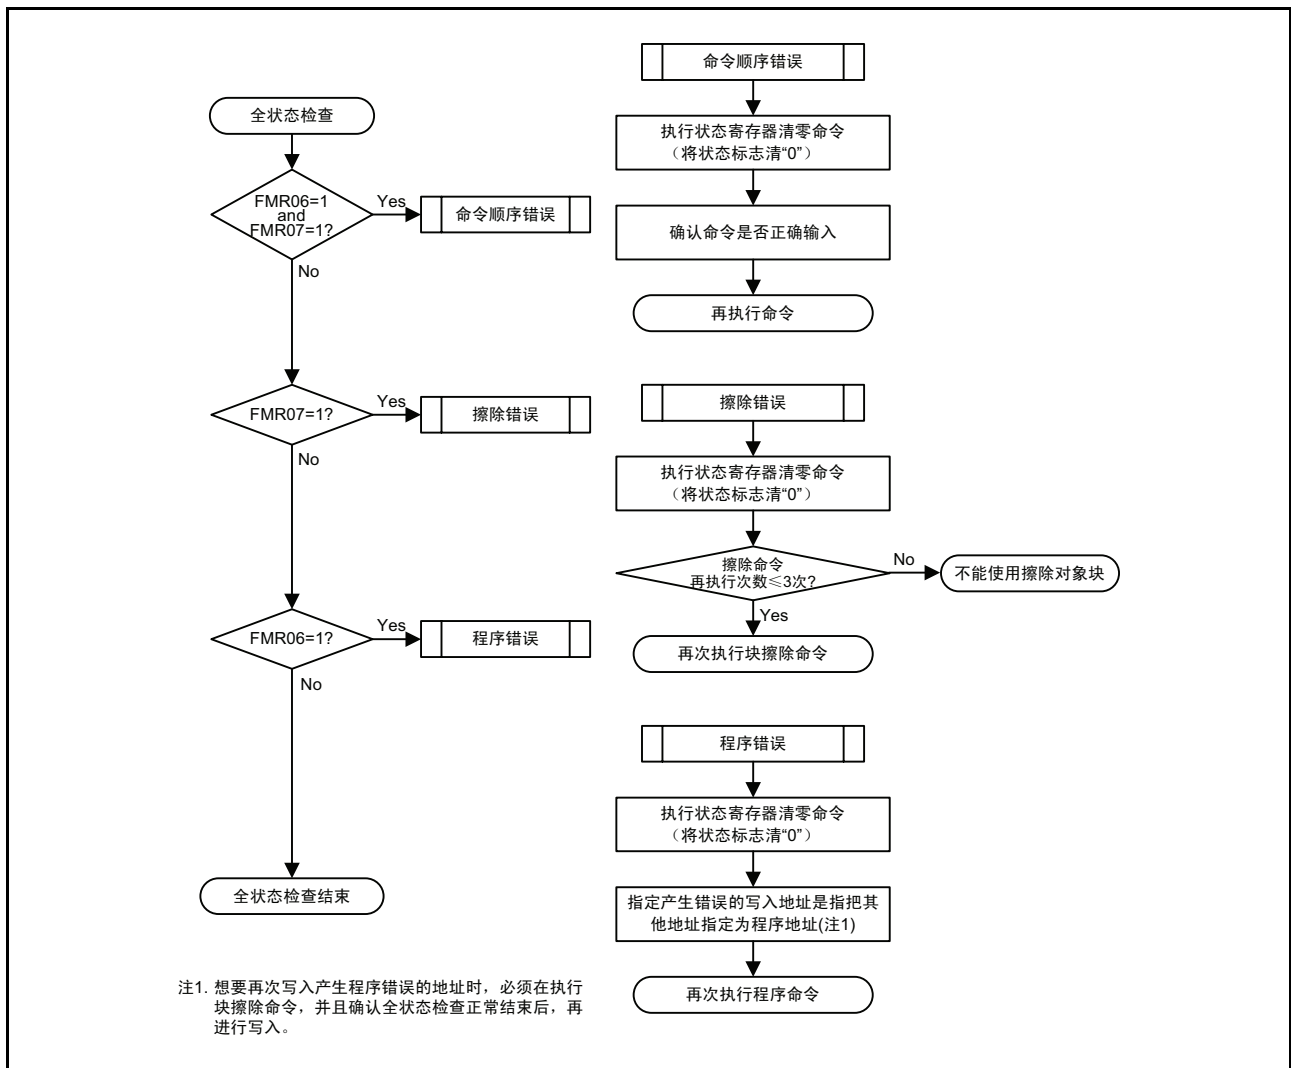 全状态检查
FMR06=1
and
FMR07=1?
Yes
命令顺序错误
No
FMR07=1?
Yes
擦除错误
No
FMR06=1?
Yes
程序错误
No
全状态检查结束
注1. 想要再次写入产生程序错误的地址时，必须在执行
块擦除命令，并且确认全状态检查正常结束后，再
进行写入。
命令顺序错误
执行状态寄存器清零命令
（将状态标志清“0”）
确认命令是否正确输入
再执行命令
擦除错误
执行状态寄存器清零命令
（将状态标志清“0”）
擦除命令
再执行次数≤3次?
No
不能使用擦除对象块
Yes
再次执行块擦除命令
程序错误
执行状态寄存器清零命令
（将状态标志清“0”）
指定产生错误的写入地址是指把其
他地址指定为程序地址(注1)
再次执行程序命令